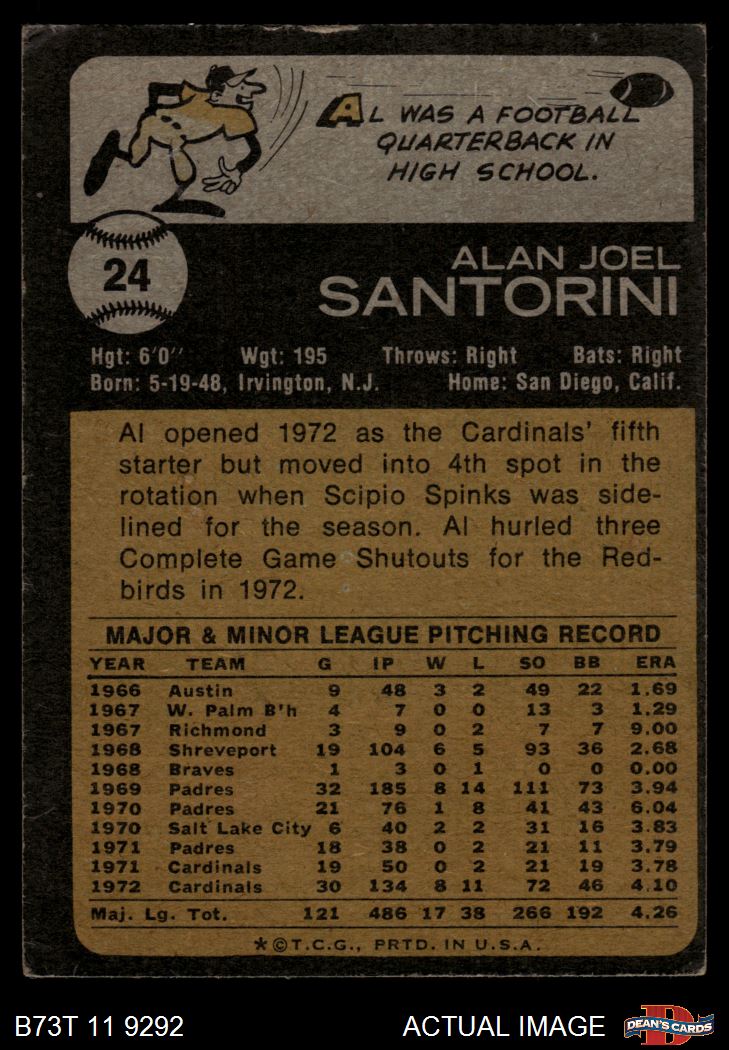 AL WAS A FOOTBALL
QUARTERBACK IN
HIGH SCHOOL.
24
ALAN JOEL
SANTORINI
Hgt: 6'0" Wgt: 195 Throws: Right Bats: Right
Born: 5-19-48, Irvington, N.J. Home: San Diego, Calif.
Al opened 1972 as the Cardinals' fifth
starter but moved into 4th spot in the
rotation when Scipio Spinks was side-
lined for the season. Al hurled three
Complete Game Shutouts for the Red-
birds in 1972.
MAJOR & MINOR LEAGUE PITCHING RECORD
YEAR TEAM G IP W L SO BB ERA
1966 Austin 9 48 3 2 49 22 1.69
1967 W. Palm B'h 4 7 0 0 13 3 1.29
1967 Richmond 3 9 0 2 7 7 9.00
1968 Shreveport 19 104 6 5 93 36 2.68
1968 Braves 1 3 0 1 0 0 0.00
1969 Padres 32 185 8 14 111 73 3.94
1970 Padres 21 76 1 8 41 43 6.04
1970 Salt Lake City 6 40 2 2 31 16 3.83
1971 Padres 18 38 0 2 21 11 3.79
1971 Cardinals 19 50 0 2 21 19 3.78
1972 Cardinals 30 134 8 11 72 46 4.10
Maj. Lg. Tot. 121 486 17 38 266 192 4.26
*©T.C.G., PRTD. IN U.S.A.
B73T 11 9292 ACTUAL IMAGE DEAN'S CARDS